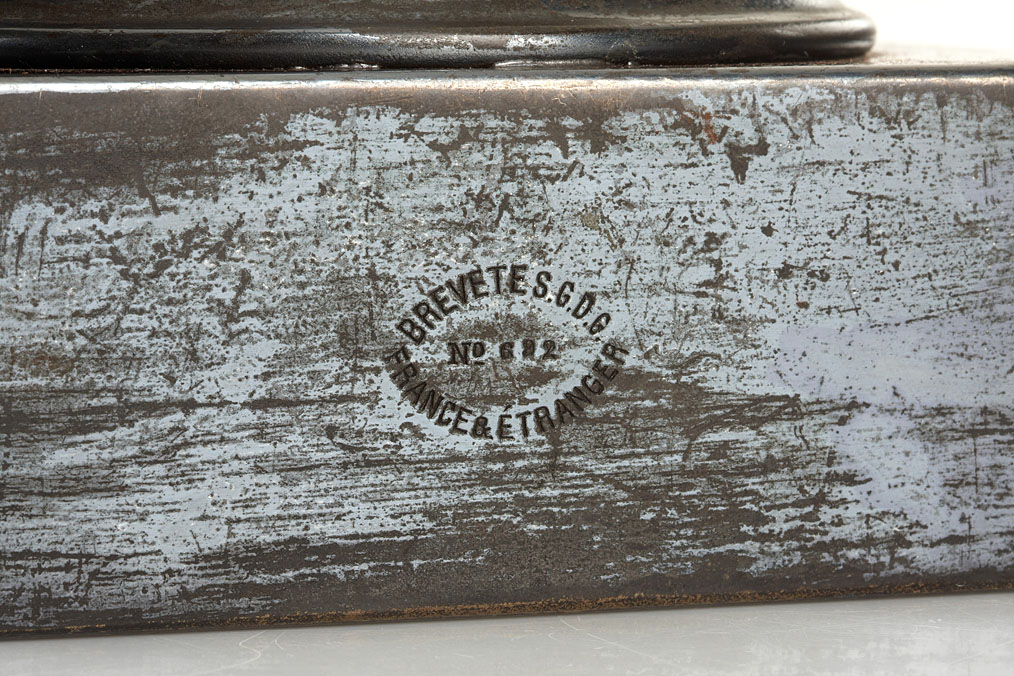 BREVETÉ S.G.D.G.
No 692
FRANCE & ÉTRANGER